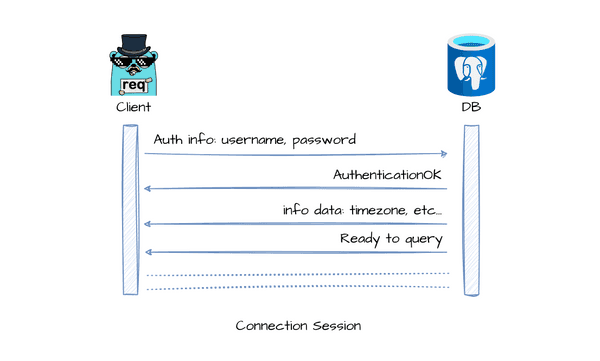 req
Client
DB
Auth info: username, password
AuthenticationOK
info data: timezone, etc...
Ready to query
Connection Session